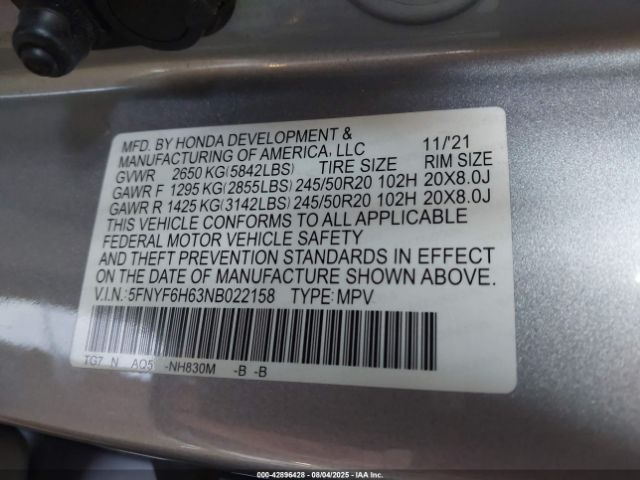 MFD. BY HONDA DEVELOPMENT &
MANUFACTURING OF AMERICA, LLC 11/'21
GVWR 2650 KG(5842LBS) TIRE SIZE RIM SIZE
GAWR F 1295 KG(2855LBS) 245/50R20 102H 20X8.0J
GAWR R 1425 KG(3142LBS) 245/50R20 102H 20X8.0J
THIS VEHICLE CONFORMS TO ALL APPLICABLE
FEDERAL MOTOR VEHICLE SAFETY
AND THEFT PREVENTION STANDARDS IN EFFECT
ON THE DATE OF MANUFACTURE SHOWN ABOVE.
V.I.N.:5FNYF6H63NB022158 TYPE:MPV
TG7 N AQ5 -NH830M -B -B
000-42896428 - 08/04/2025 - IAA Inc.